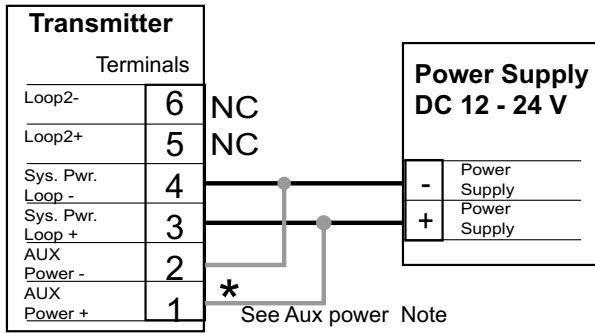 Transmitter
Terminals
Loop2-
6
NC
Loop2+
5
NC
Sys. Pwr.
Loop -
4
Sys. Pwr.
Loop +
3
AUX
Power -
2
AUX
Power +
1
*
See Aux power Note
Power Supply
DC 12 - 24 V
-
Power
Supply
+
Power
Supply